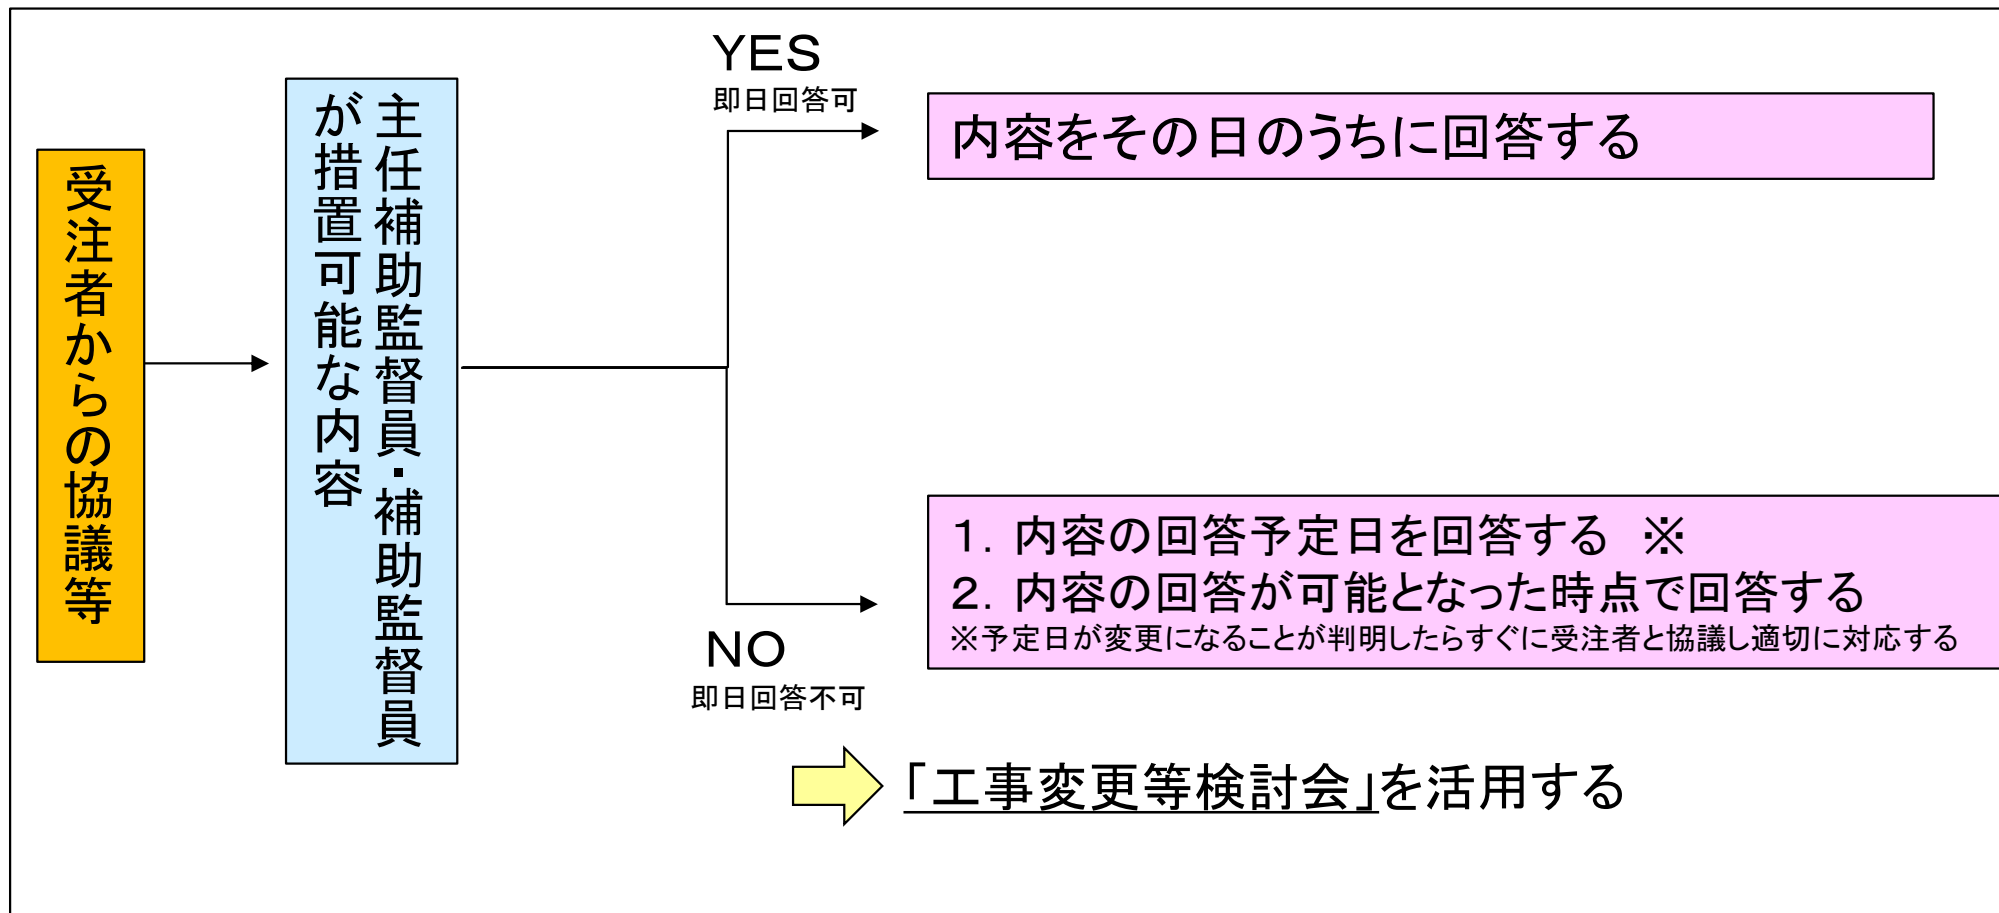 受注者からの協議等
主任補助監督員・補助監督員
が措置可能な内容
YES
即日回答可
内容をその日のうちに回答する
１．内容の回答予定日を回答する ※
２．内容の回答が可能となった時点で回答する
※予定日が変更になることが判明したらすぐに受注者と協議し適切に対応する
NO
即日回答不可
「工事変更等検討会」を活用する